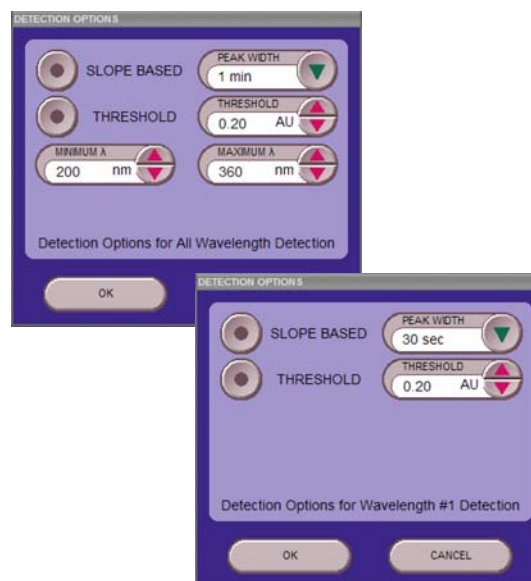 DETECTION OPTIONS
SLOPE BASED
PEAK WIDTH
1 min
THRESHOLD
THRESHOLD
0.20 AU
MINIMUM λ
200 nm
MAXIMUM λ
360 nm
Detection Options for All Wavelength Detection
OK
DETECTION OPTIONS
SLOPE BASED
PEAK WIDTH
30 sec
THRESHOLD
THRESHOLD
0.20 AU
Detection Options for Wavelength #1 Detection
OK
CANCEL